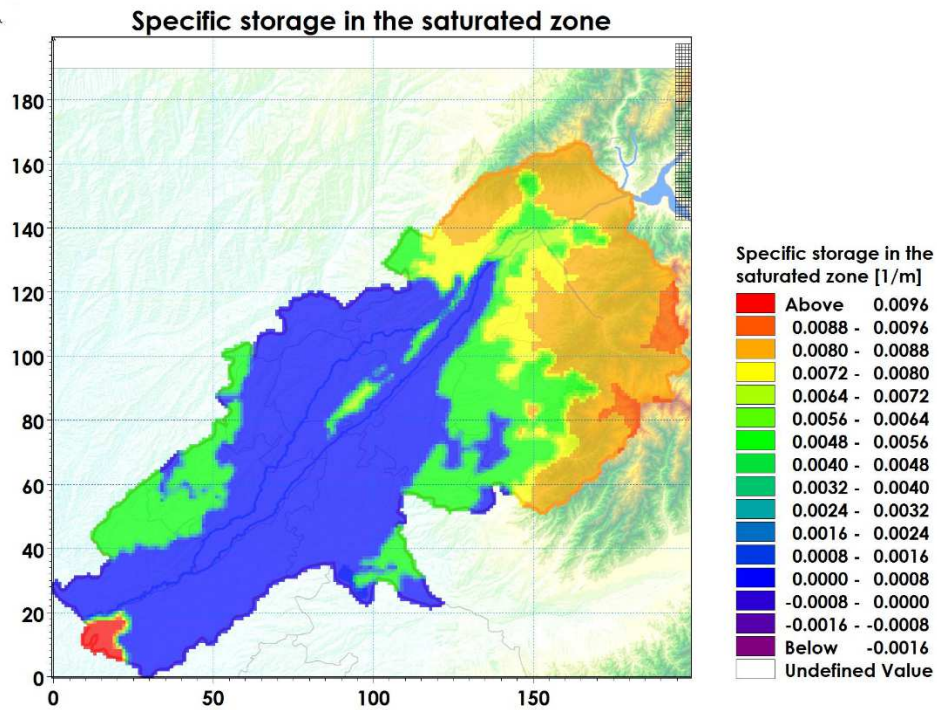 Specific storage in the saturated zone
180
160
140
120
100
80
60
40
20
0
0 50 100 150
Specific storage in the
saturated zone [1/m]
Above 0.0096
0.0088 - 0.0096
0.0080 - 0.0088
0.0072 - 0.0080
0.0064 - 0.0072
0.0056 - 0.0064
0.0048 - 0.0056
0.0040 - 0.0048
0.0032 - 0.0040
0.0024 - 0.0032
0.0016 - 0.0024
0.0008 - 0.0016
0.0000 - 0.0008
-0.0008 - 0.0000
-0.0016 - -0.0008
Below -0.0016
Undefined Value